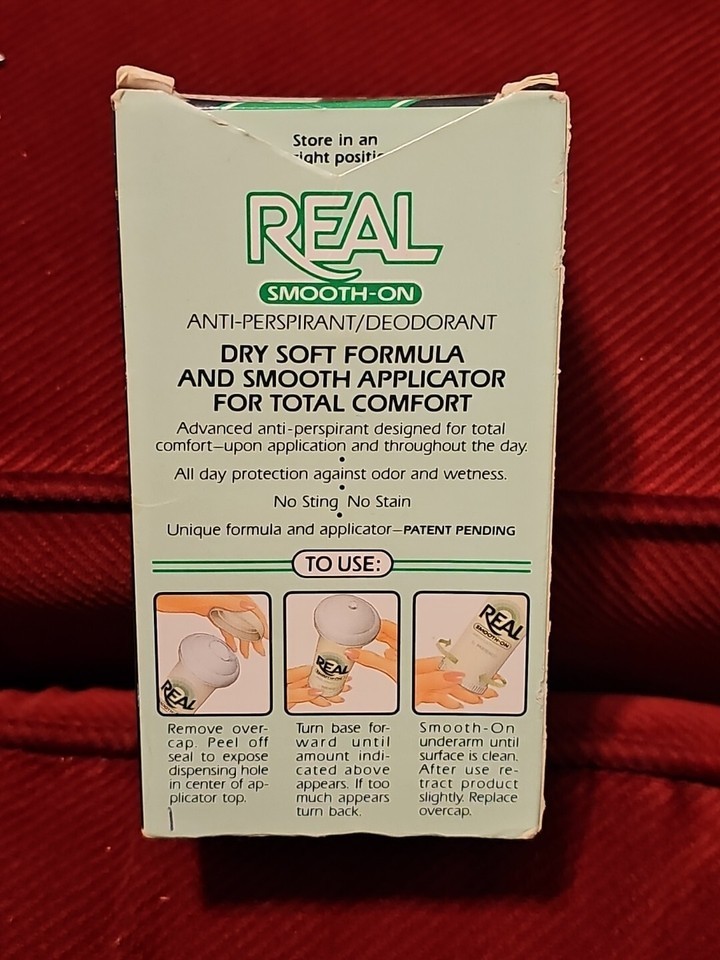 Store in an
REAL
SMOOTH-ON
ANTI-PERSPIRANT/DEODORANT
DRY SOFT FORMULA
AND SMOOTH APPLICATOR
FOR TOTAL COMFORT
Advanced anti-perspirant designed for total
comfort—upon application and throughout the day.
•
All day protection against odor and wetness.
•
No Sting • No Stain
•
Unique formula and applicator—PATENT PENDING
TO USE:
REAL
REAL
SMOOTH-ON
REAL
SMOOTH-ON
Remove over-
cap. Peel off
seal to expose
dispensing hole
in center of ap-
plicator top.
Turn base for-
ward until
amount indi-
cated above
appears. If too
much appears
turn back.
Smooth-On
underarm until
surface is clean.
After use re-
tract product
slightly. Replace
overcap.